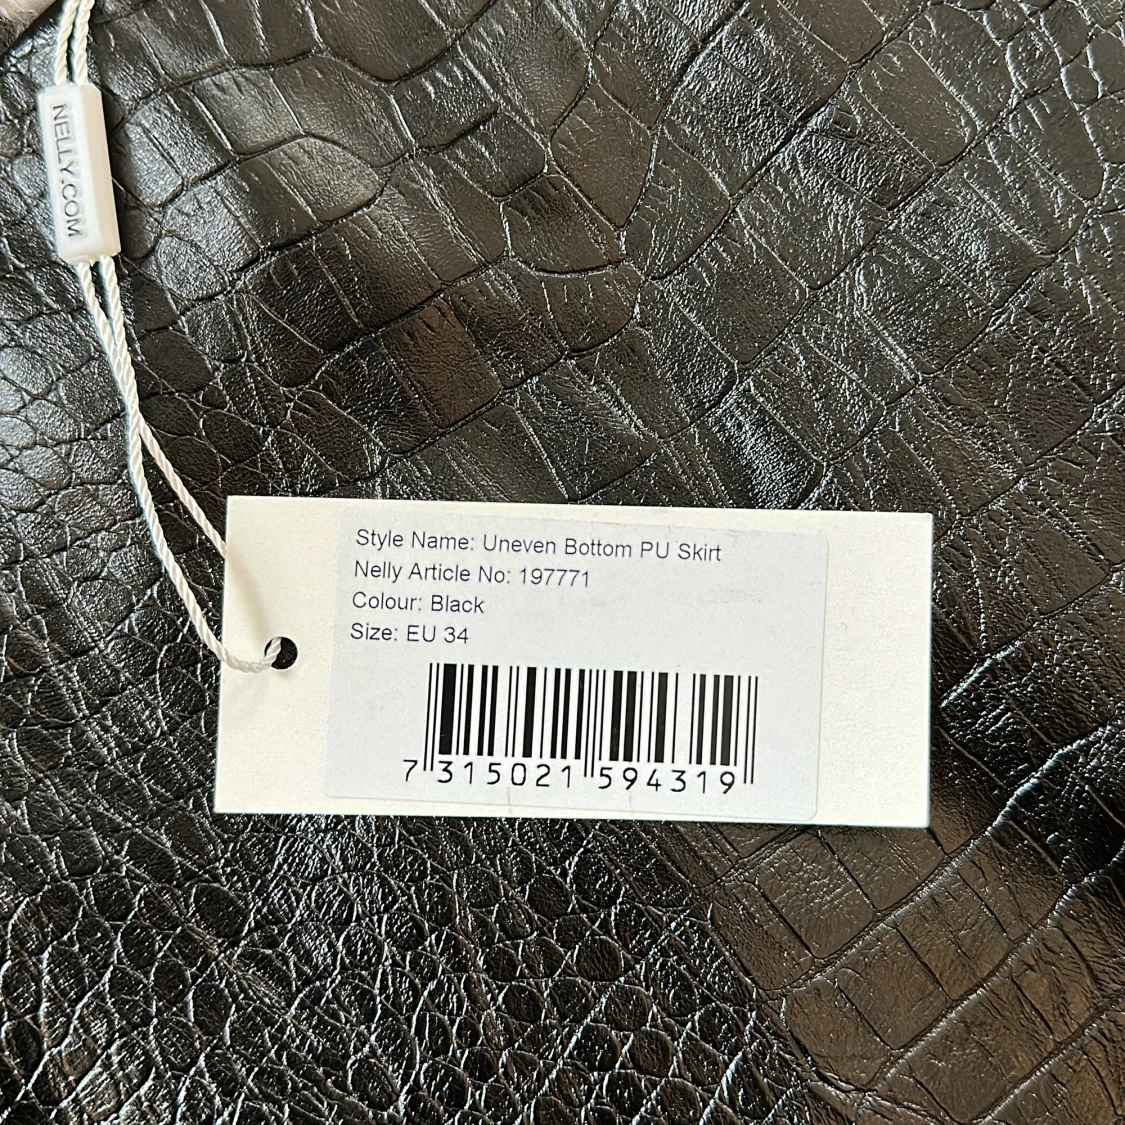 NELLY.COM
Style Name: Uneven Bottom PU Skirt
Nelly Article No: 197771
Colour: Black
Size: EU 34
7 315021 594319